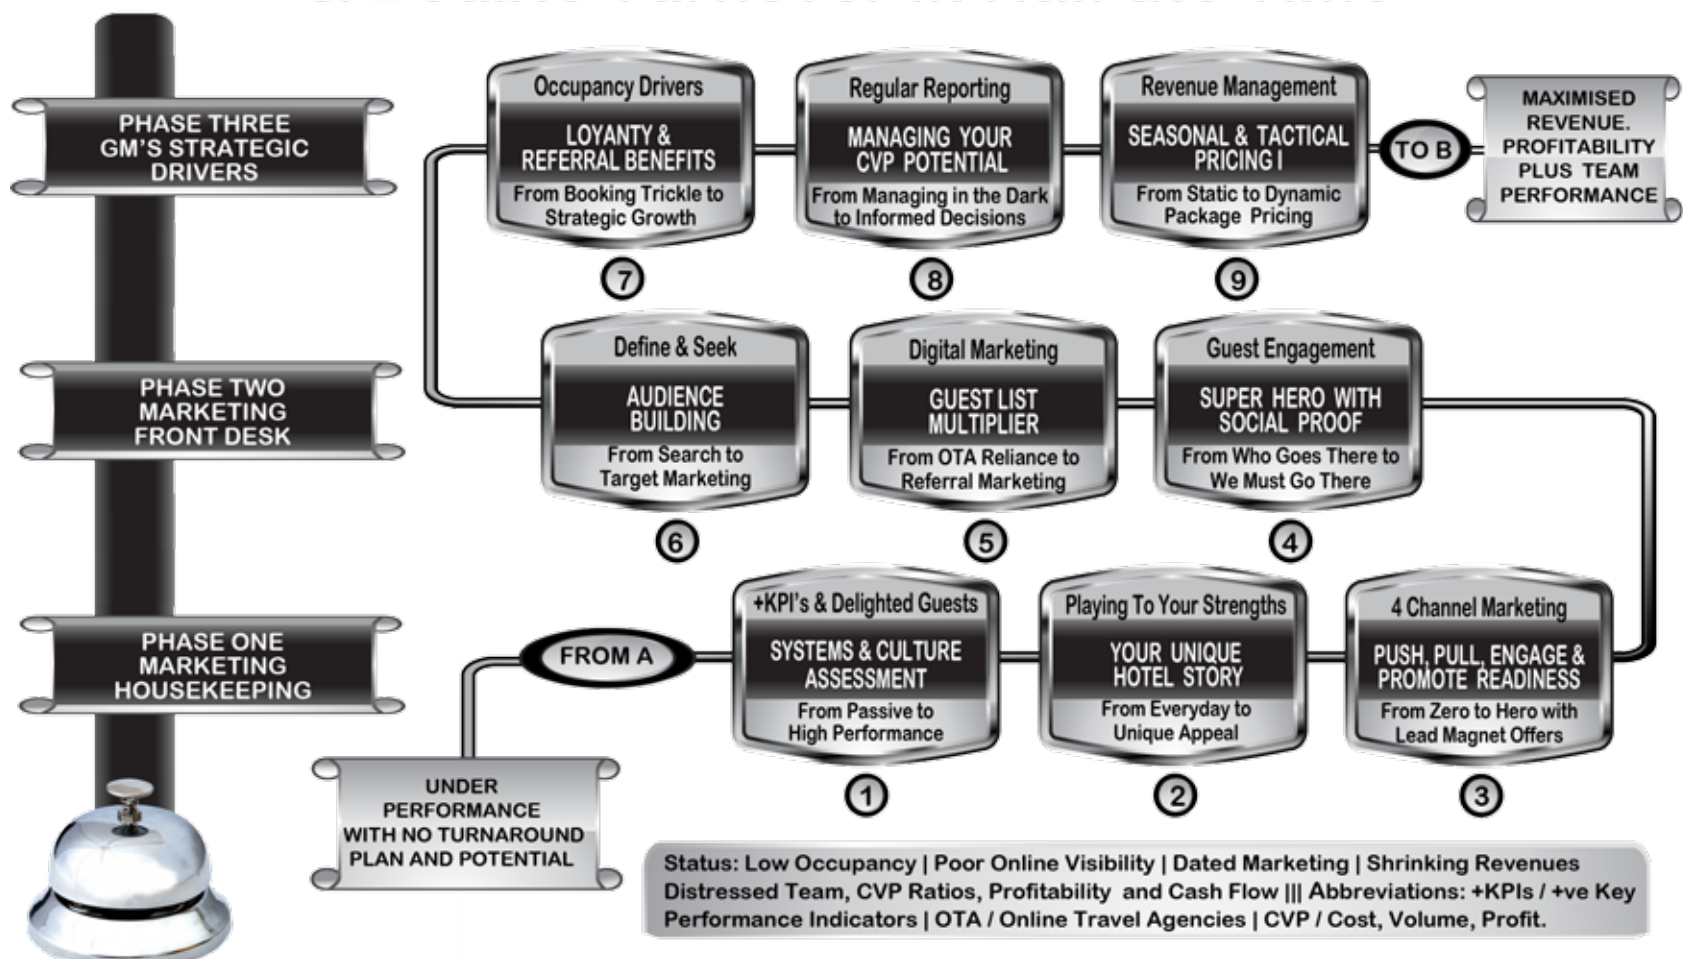 PHASE THREE
GM'S STRATEGIC
DRIVERS
Occupancy Drivers
LOYANTY &
REFERRAL BENEFITS
From Booking Trickle to
Strategic Growth
7
Regular Reporting
MANAGING YOUR
CVP POTENTIAL
From Managing in the Dark
to Informed Decisions
8
Revenue Management
SEASONAL & TACTICAL
PRICING I
From Static to Dynamic
Package Pricing
9
TO B
MAXIMISED
REVENUE.
PROFITABILITY
PLUS TEAM
PERFORMANCE
PHASE TWO
MARKETING
FRONT DESK
Define & Seek
AUDIENCE
BUILDING
From Search to
Target Marketing
6
Digital Marketing
GUEST LIST
MULTIPLIER
From OTA Reliance to
Referral Marketing
5
Guest Engagement
SUPER HERO WITH
SOCIAL PROOF
From Who Goes There to
We Must Go There
4
PHASE ONE
MARKETING
HOUSEKEEPING
FROM A
+KPI's & Delighted Guests
SYSTEMS & CULTURE
ASSESSMENT
From Passive to
High Performance
1
Playing To Your Strengths
YOUR UNIQUE
HOTEL STORY
From Everyday to
Unique Appeal
2
4 Channel Marketing
PUSH, PULL, ENGAGE &
PROMOTE READINESS
From Zero to Hero with
Lead Magnet Offers
3
UNDER
PERFORMANCE
WITH NO TURNAROUND
PLAN AND POTENTIAL
Status: Low Occupancy | Poor Online Visibility | Dated Marketing | Shrinking Revenues
Distressed Team, CVP Ratios, Profitability and Cash Flow ||| Abbreviations: +KPIs / +ve Key
Performance Indicators | OTA / Online Travel Agencies | CVP / Cost, Volume, Profit.